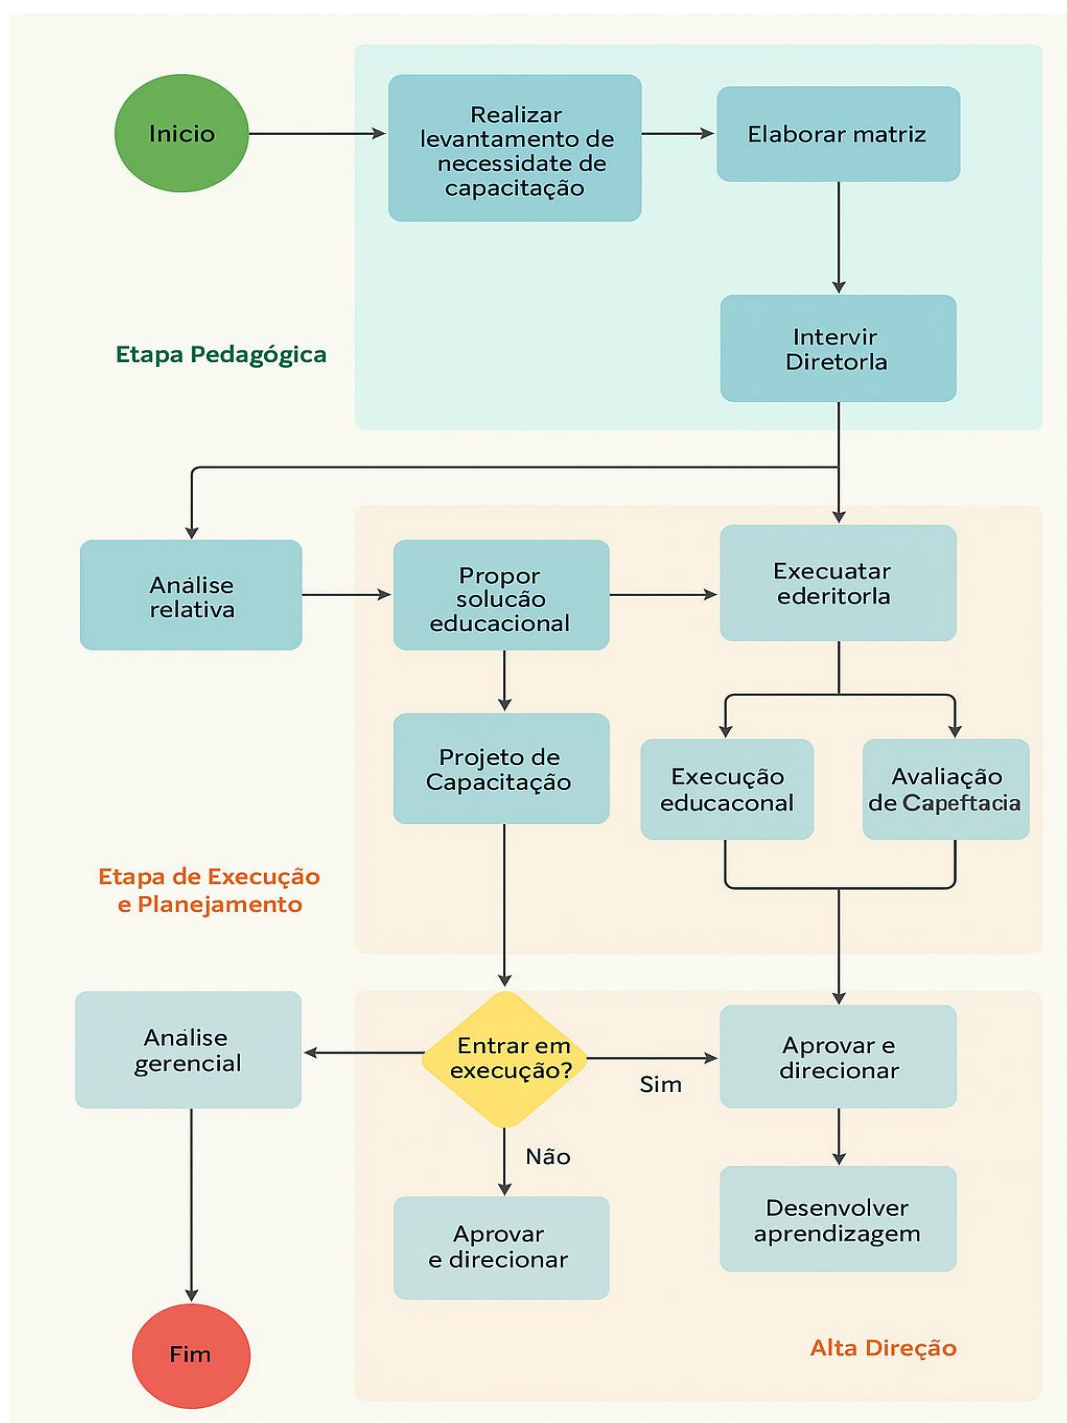 Inicio
Realizar
levantamento de
necessidate de
capacitação
Elaborar matriz
Intervir
Diretorla
Etapa Pedagógica
Análise
relativa
Propor
solucão
educacional
Execuatar
ederitorla
Projeto de
Capacitação
Execução
educaconal
Avaliação
de Capeftacia
Etapa de Execução
e Planejamento
Análise
gerencial
Entrar em
execução?
Sim
Aprovar e
direcionar
Não
Aprovar
e direcionar
Desenvolver
aprendizagem
Fim
Alta Direção